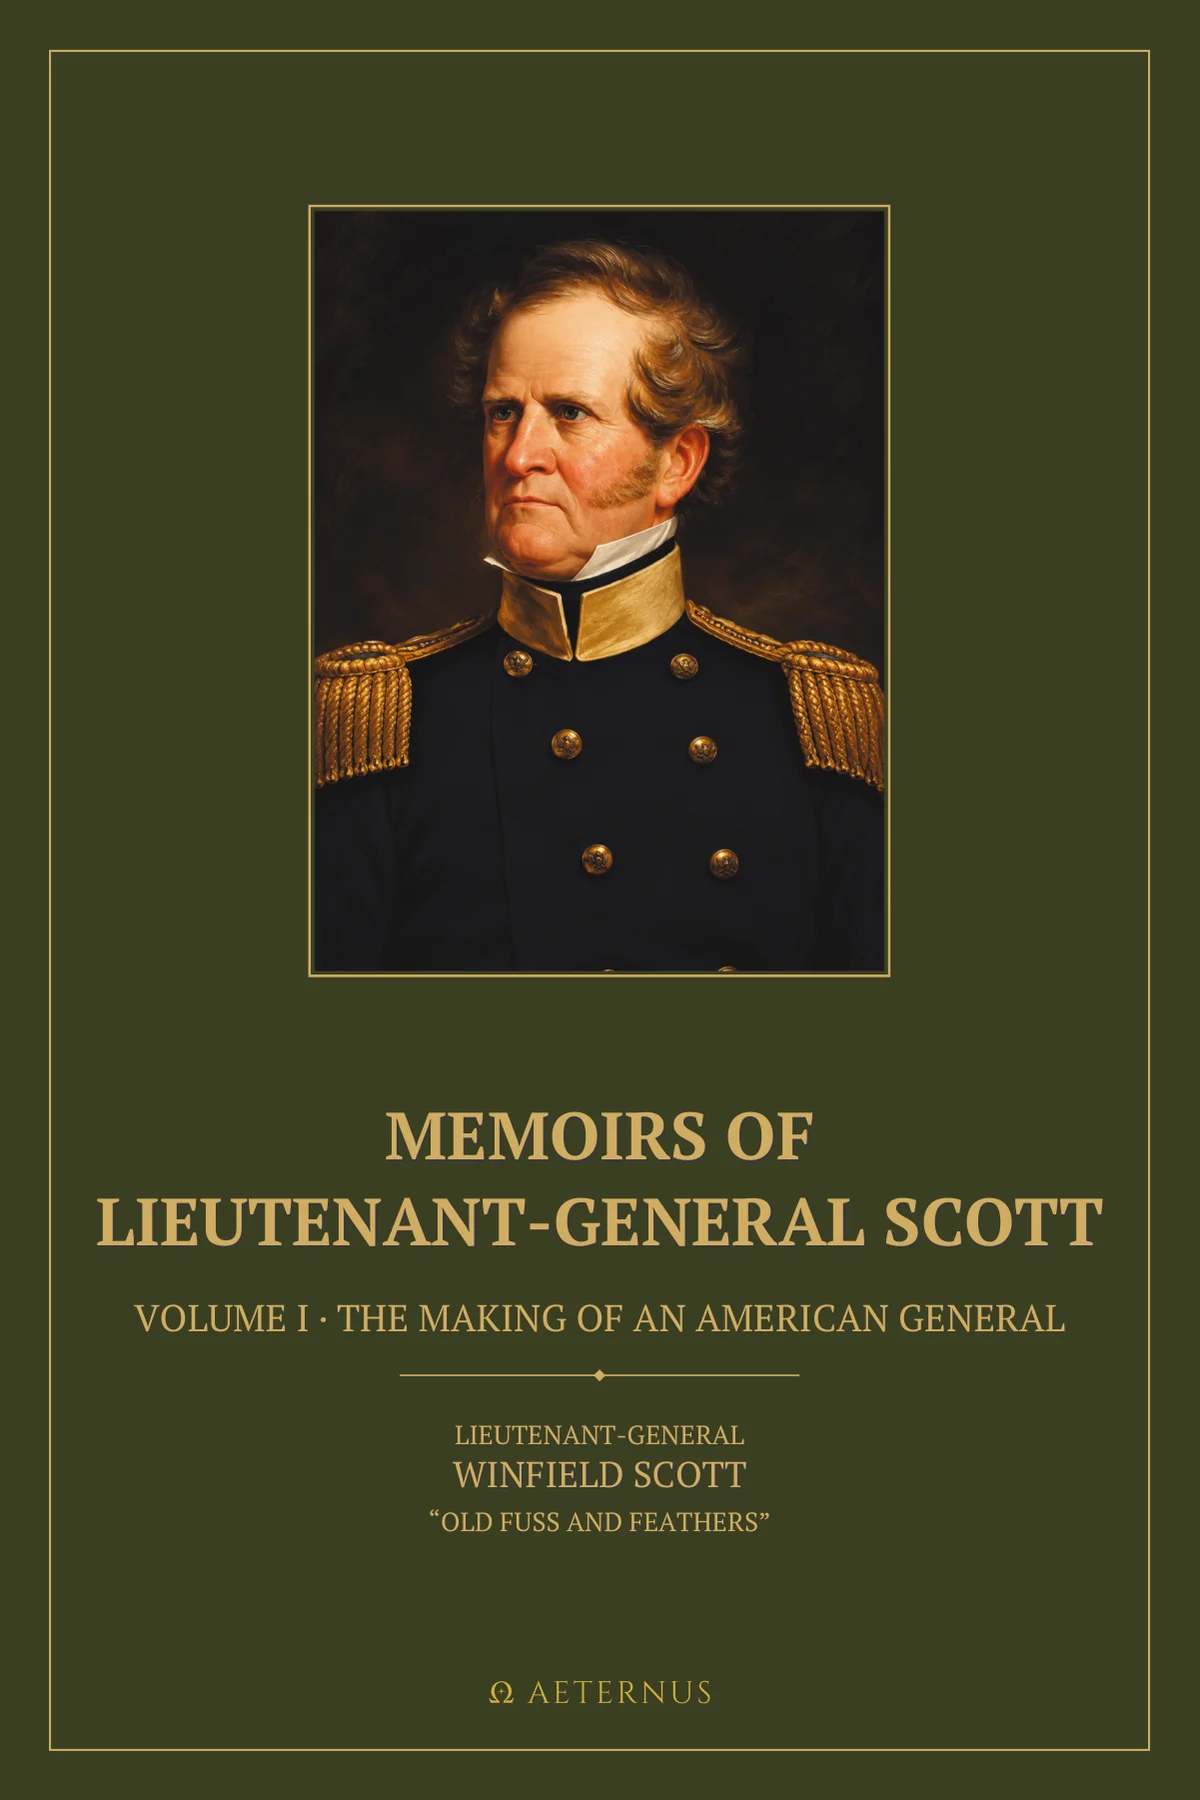 MEMOIRS OF
LIEUTENANT-GENERAL SCOTT
VOLUME I · THE MAKING OF AN AMERICAN GENERAL
LIEUTENANT-GENERAL
WINFIELD SCOTT
“OLD FUSS AND FEATHERS”
Ω AETERNUS